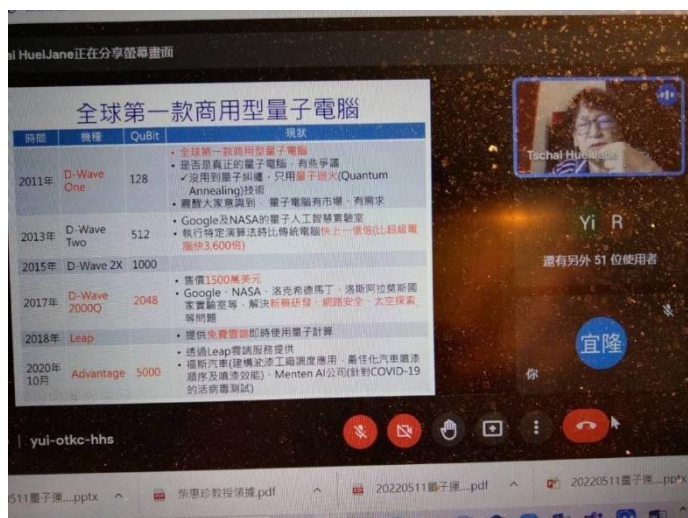 HueiJane正在分享螢幕畫面
全球第一款商用型量子電腦
時間 機種 QuBit 現狀
2011年 D-Wave One 128
• 全球第一款商用型量子電腦
• 是否是真正的量子電腦,有些爭議
✓沒用到量子糾纏,只用量子退火(Quantum
Annealing)技術
• 震醒大家意識到,量子電腦有市場、有需求
2013年 D-Wave Two 512
• Google及NASA的量子人工智慧實驗室
• 執行特定演算法時比傳統電腦快上一億倍(比超級電
腦快3,600倍)
2015年 D-Wave 2X 1000
2017年 D-Wave 2000Q 2048
• 售價1500萬美元
• Google、NASA、洛克希德馬丁、洛斯阿拉莫斯國
家實驗室等,解決新藥研發、網路安全、太空探索
等問題
2018年 Leap
• 提供免費雲端即時使用量子計算
2020年10月 Advantage 5000
• 透過Leap雲端服務提供
• 福斯汽車(建構塗漆工廠調度應用,最佳化汽車噴漆
順序及噴漆效能)、Menten AI公司(針對COVID-19
的活病毒測試)
Tschai HueiJane
Yi R
還有另外 51 位使用者
宜隆
你
yui-otkc-hhs
511量子運....pptx
柴惠珍教授領據.pdf
20220511量子運....pdf
20220511量子運....pptx